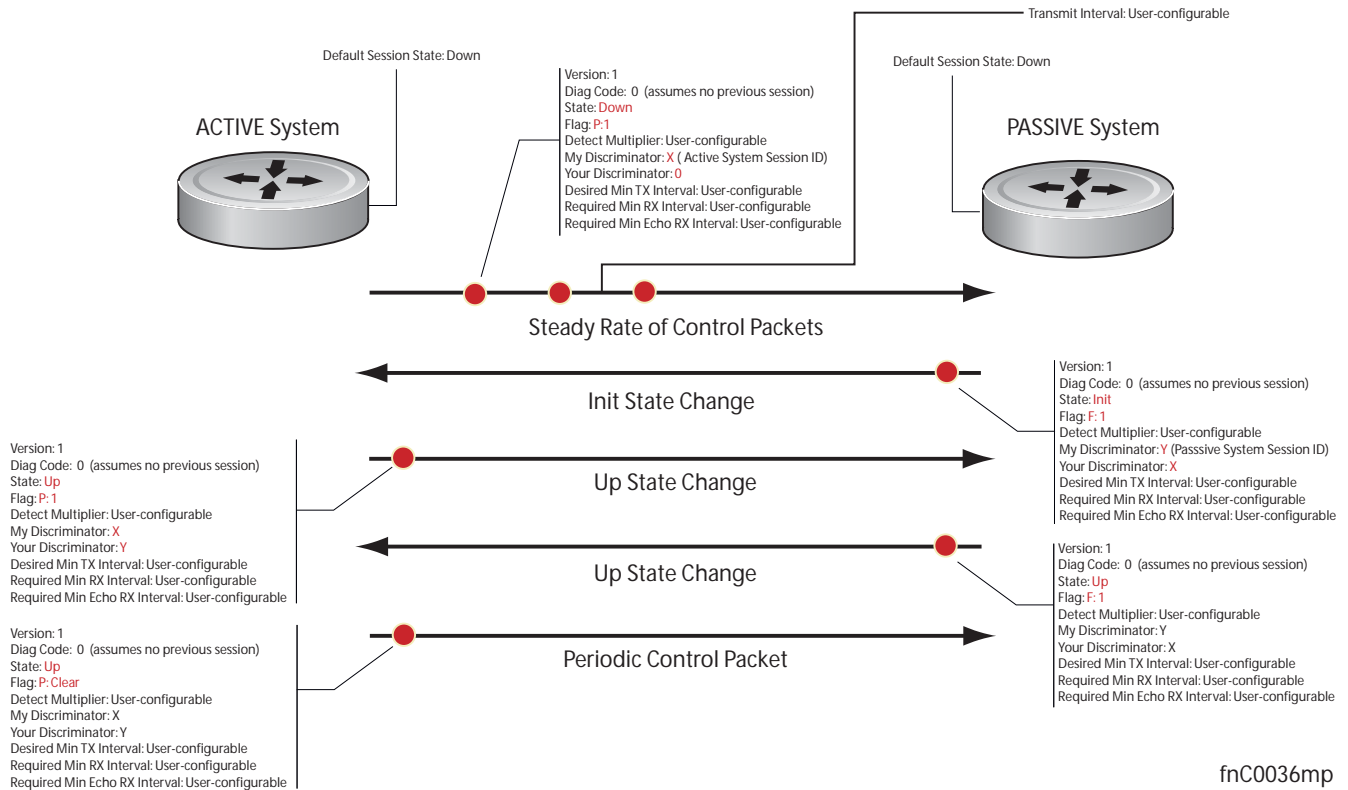 Transmit Interval: User-configurable
Default Session State: Down
Default Session State: Down
ACTIVE System
PASSIVE System
Version: 1
Diag Code: 0 (assumes no previous session)
State: Down
Flag: P:1
Detect Multiplier: User-configurable
My Discriminator: X ( Active System Session ID)
Your Discriminator: 0
Desired Min TX Interval: User-configurable
Required Min RX Interval: User-configurable
Required Min Echo RX Interval: User-configurable
Steady Rate of Control Packets
Init State Change
Version: 1
Diag Code: 0 (assumes no previous session)
State: Init
Flag: F: 1
Detect Multiplier: User-configurable
My Discriminator: Y (Passsive System Session ID)
Your Discriminator: X
Desired Min TX Interval: User-configurable
Required Min RX Interval: User-configurable
Required Min Echo RX Interval: User-configurable
Version: 1
Diag Code: 0 (assumes no previous session)
State: Up
Flag: P: 1
Detect Multiplier: User-configurable
My Discriminator: X
Your Discriminator: Y
Desired Min TX Interval: User-configurable
Required Min RX Interval: User-configurable
Required Min Echo RX Interval: User-configurable
Up State Change
Up State Change
Version: 1
Diag Code: 0 (assumes no previous session)
State: Up
Flag: F: 1
Detect Multiplier: User-configurable
My Discriminator: Y
Your Discriminator: X
Desired Min TX Interval: User-configurable
Required Min RX Interval: User-configurable
Required Min Echo RX Interval: User-configurable
Version: 1
Diag Code: 0 (assumes no previous session)
State: Up
Flag: P: Clear
Detect Multiplier: User-configurable
My Discriminator: X
Your Discriminator: Y
Desired Min TX Interval: User-configurable
Required Min RX Interval: User-configurable
Required Min Echo RX Interval: User-configurable
Periodic Control Packet
fnC0036mp